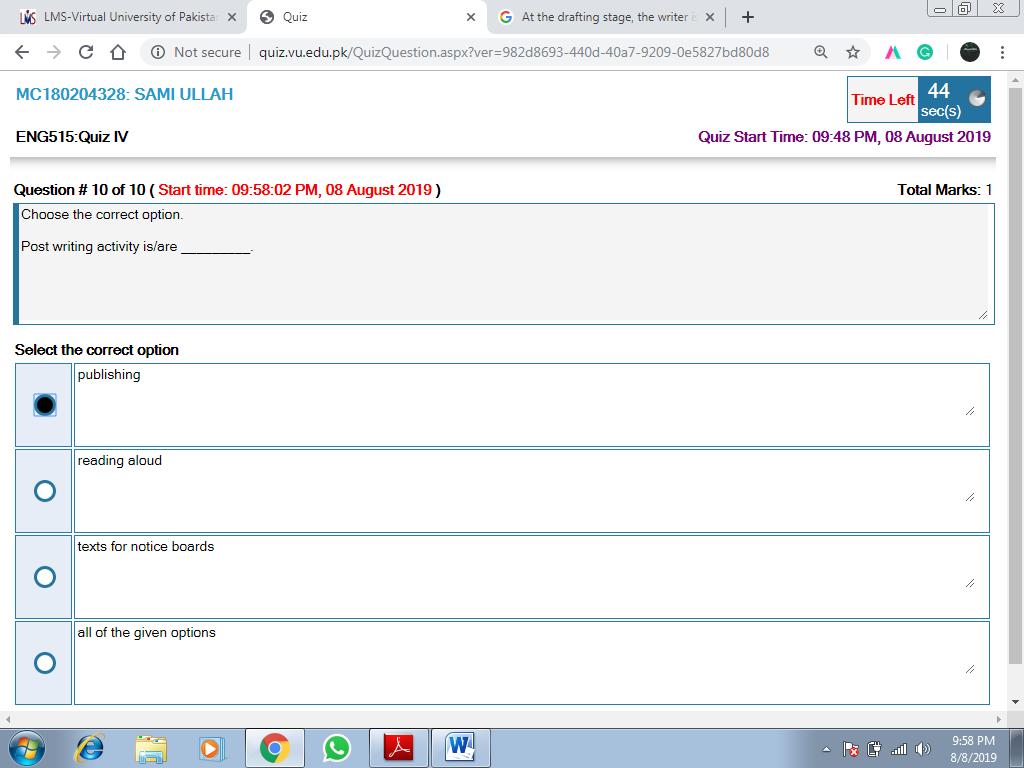 LMS-Virtual University of Pakista
Quiz
At the drafting stage, the writer i
Not secure
quiz.vu.edu.pk/QuizQuestion.aspx?ver=982d8693-440d-40a7-9209-0e5827bd80d8
MC180204328: SAMI ULLAH
Time Left
44
sec(s)
ENG515:Quiz IV
Quiz Start Time: 09:48 PM, 08 August 2019
Question # 10 of 10 ( Start time: 09:58:02 PM, 08 August 2019 )
Total Marks: 1
Choose the correct option.
Post writing activity is/are _________.
Select the correct option
publishing
reading aloud
texts for notice boards
all of the given options
9:58 PM
8/8/2019